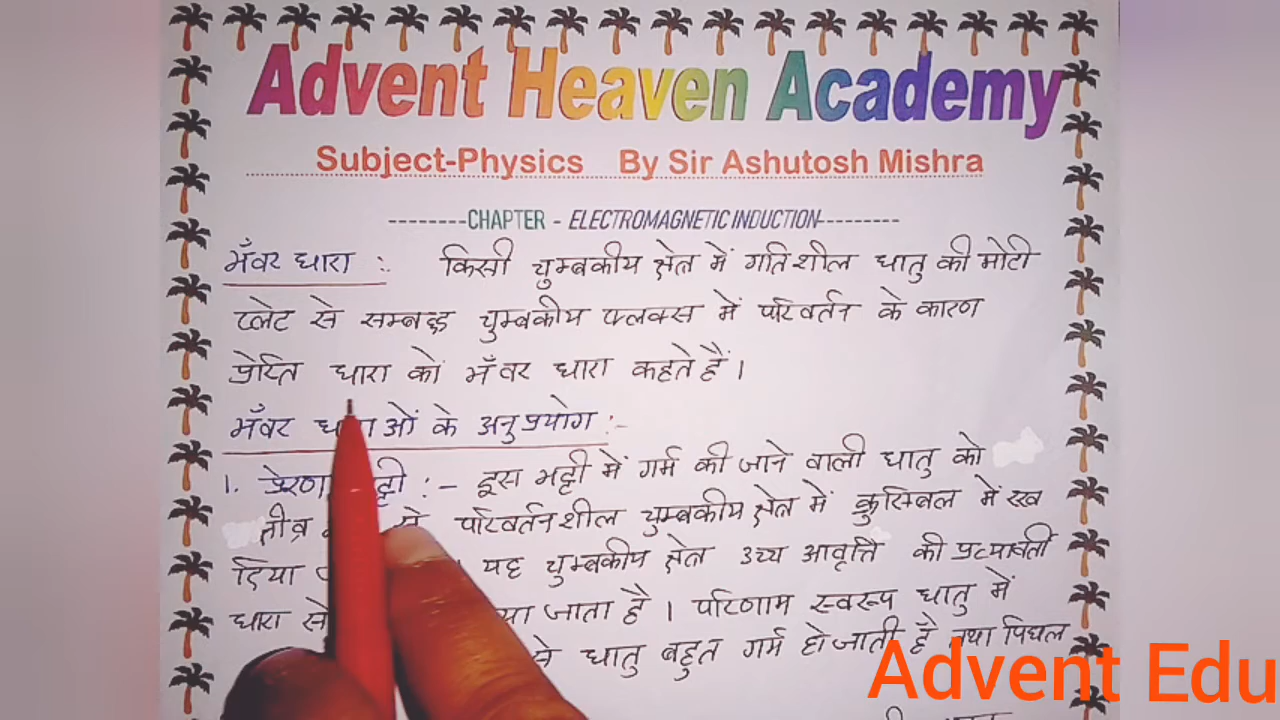 Advent Heaven Academy
Subject-Physics By Sir Ashutosh Mishra
--------CHAPTER - ELECTROMAGNETIC INDUCTION---------
भँवर धारा :- किसी चुम्बकीय क्षेत्र में गतिशील धातु की मोटी
प्लेट से सम्बद्ध चुम्बकीय फ्लक्स में परिवर्तन के कारण
प्रेरित धारा को भँवर धारा कहते हैं।
भँवर धाराओं के अनुप्रयोग :-
1. :- इस भट्टी में गर्म की जाने वाली धातु को
तीव्र से परिवर्तनशील चुम्बकीय क्षेत्र में क्रुसिबल में रख
दिया यह चुम्बकीय क्षेत्र उच्च आवृत्ति की प्रत्यावर्ती
धारा से जाता है । परिणाम स्वरूप धातु में
से धातु बहुत गर्म हो जाती है तथा पिघल
Advent Edu